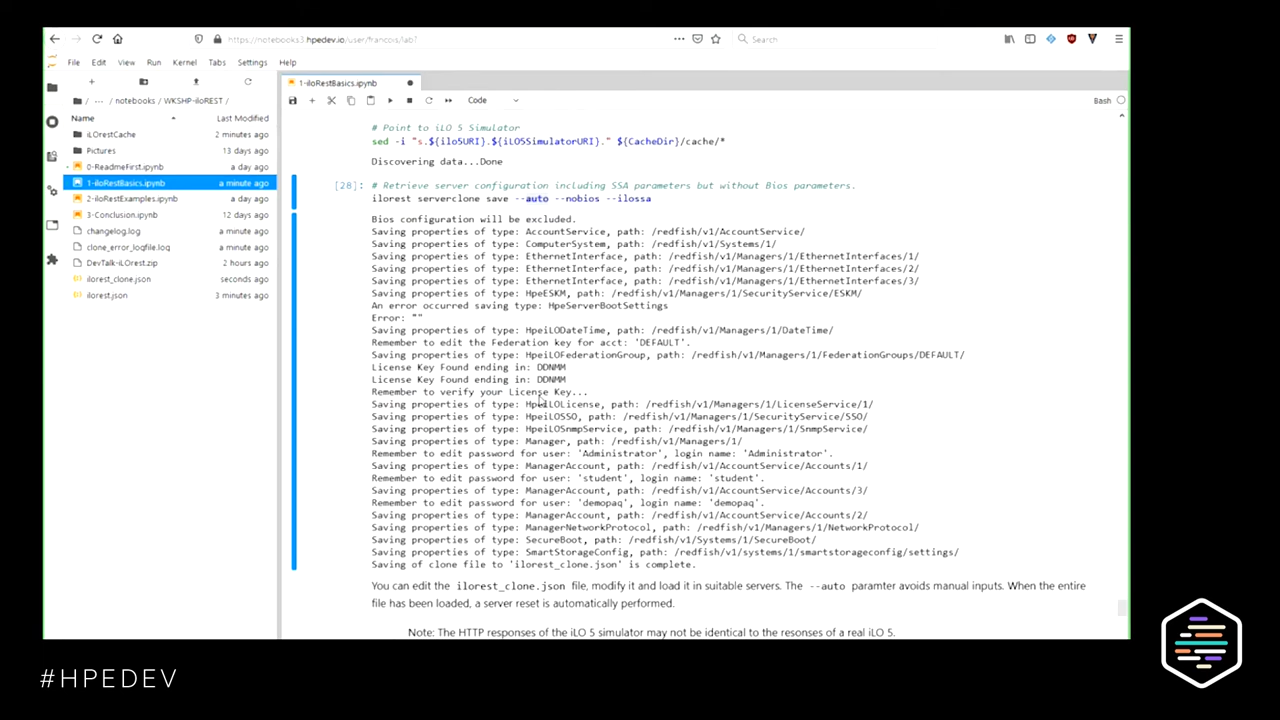 https://notebooks3.hpedev.io/user/francois/lab?
Search
File Edit View Run Kernel Tabs Settings Help
1-iloRestBasics.ipynb
Code
Bash
/ ... / notebooks / WKSHP-iloREST /
Name Last Modified
iLOrestCache 2 minutes ago
Pictures 13 days ago
0-ReadmeFirst.ipynb a day ago
1-iloRestBasics.ipynb a minute ago
2-iloRestExamples.ipynb a day ago
3-Conclusion.ipynb 12 days ago
changelog.log 2 days ago
clone_error_logfile.log a day ago
DevTalk-iLOrest.zip 2 hours ago
ilorest_clone.json seconds ago
ilorest.json 3 minutes ago
# Point to iLO 5 Simulator
sed -i "s.${ilo5URI}.${iLO5SimulatorURI}." ${CacheDir}/cache/*
Discovering data...Done
[28]: # Retrieve server configuration including SSA parameters but without Bios parameters.
ilorest serverclone save --auto --nobios --ilossa
Bios configuration will be excluded.
Saving properties of type: AccountService, path: /redfish/v1/AccountService/
Saving properties of type: ComputerSystem, path: /redfish/v1/Systems/1/
Saving properties of type: EthernetInterface, path: /redfish/v1/Managers/1/EthernetInterfaces/1/
Saving properties of type: EthernetInterface, path: /redfish/v1/Managers/1/EthernetInterfaces/2/
Saving properties of type: EthernetInterface, path: /redfish/v1/Managers/1/EthernetInterfaces/3/
Saving properties of type: HpeESKM, path: /redfish/v1/Managers/1/SecurityService/ESKM/
An error occurred saving type: HpeServerBootSettings
Error: ""
Saving properties of type: HpeiLODateTime, path: /redfish/v1/Managers/1/DateTime/
Remember to edit the Federation key for acct: 'DEFAULT'.
Saving properties of type: HpeiLOFederationGroup, path: /redfish/v1/Managers/1/FederationGroups/DEFAULT/
License Key Found ending in: DDNMM
License Key Found ending in: DDNMM
Remember to verify your License Key...
Saving properties of type: HpeiLOLicense, path: /redfish/v1/Managers/1/LicenseService/1/
Saving properties of type: HpeiLOSSO, path: /redfish/v1/Managers/1/SecurityService/SSO/
Saving properties of type: HpeiLOSnmpService, path: /redfish/v1/Managers/1/SnmpService/
Saving properties of type: Manager, path: /redfish/v1/Managers/1/
Remember to edit password for user: 'Administrator', login name: 'Administrator'.
Saving properties of type: ManagerAccount, path: /redfish/v1/AccountService/Accounts/1/
Remember to edit password for user: 'student', login name: 'student'.
Saving properties of type: ManagerAccount, path: /redfish/v1/AccountService/Accounts/3/
Remember to edit password for user: 'demopaq', login name: 'demopaq'.
Saving properties of type: ManagerAccount, path: /redfish/v1/AccountService/Accounts/2/
Saving properties of type: ManagerNetworkProtocol, path: /redfish/v1/Managers/1/NetworkProtocol/
Saving properties of type: SecureBoot, path: /redfish/v1/Systems/1/SecureBoot/
Saving properties of type: SmartStorageConfig, path: /redfish/v1/systems/1/smartstorageconfig/settings/
Saving of clone file to 'ilorest_clone.json' is complete.
You can edit the ilorest_clone.json file, modify it and load it in suitable servers. The --auto paramter avoids manual inputs. When the entire
file has been loaded, a server reset is automatically performed.
Note: The HTTP responses of the iLO 5 simulator may not be identical to the resonses of a real iLO 5.
#HPEDEV